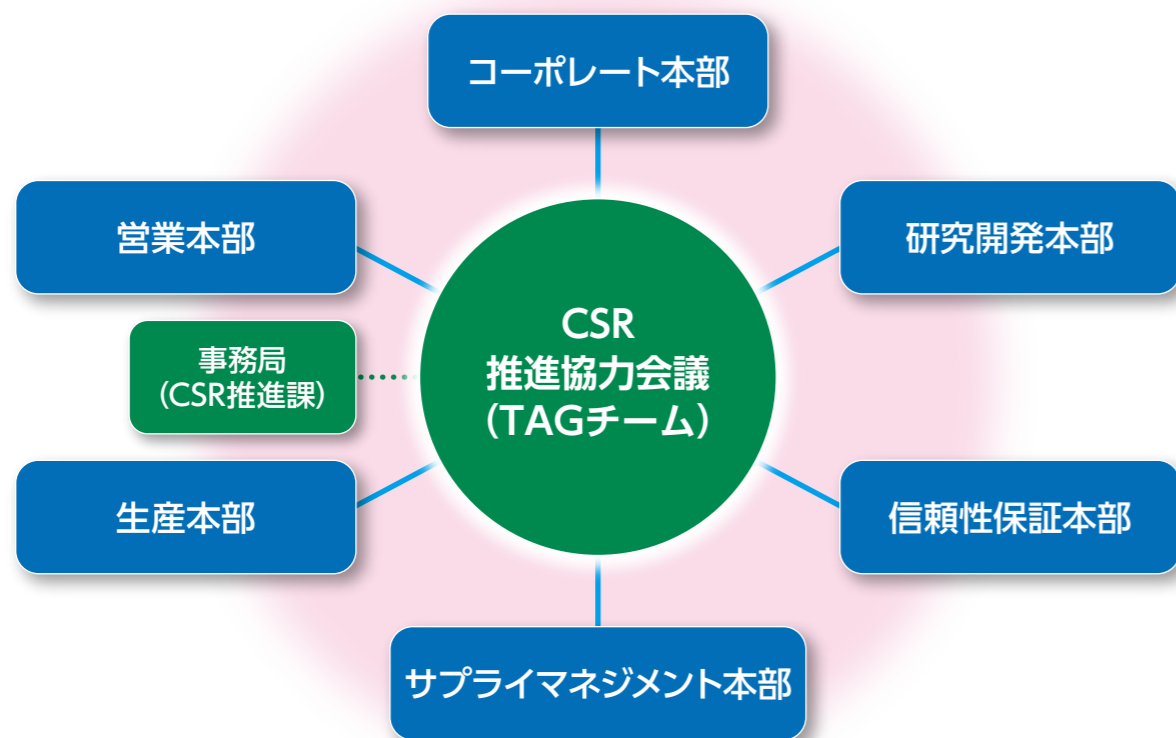 コーポレート本部
営業本部
研究開発本部
CSR
推進協力会議
(TAGチーム)
事務局
(CSR推進課)
生産本部
信頼性保証本部
サプライマネジメント本部